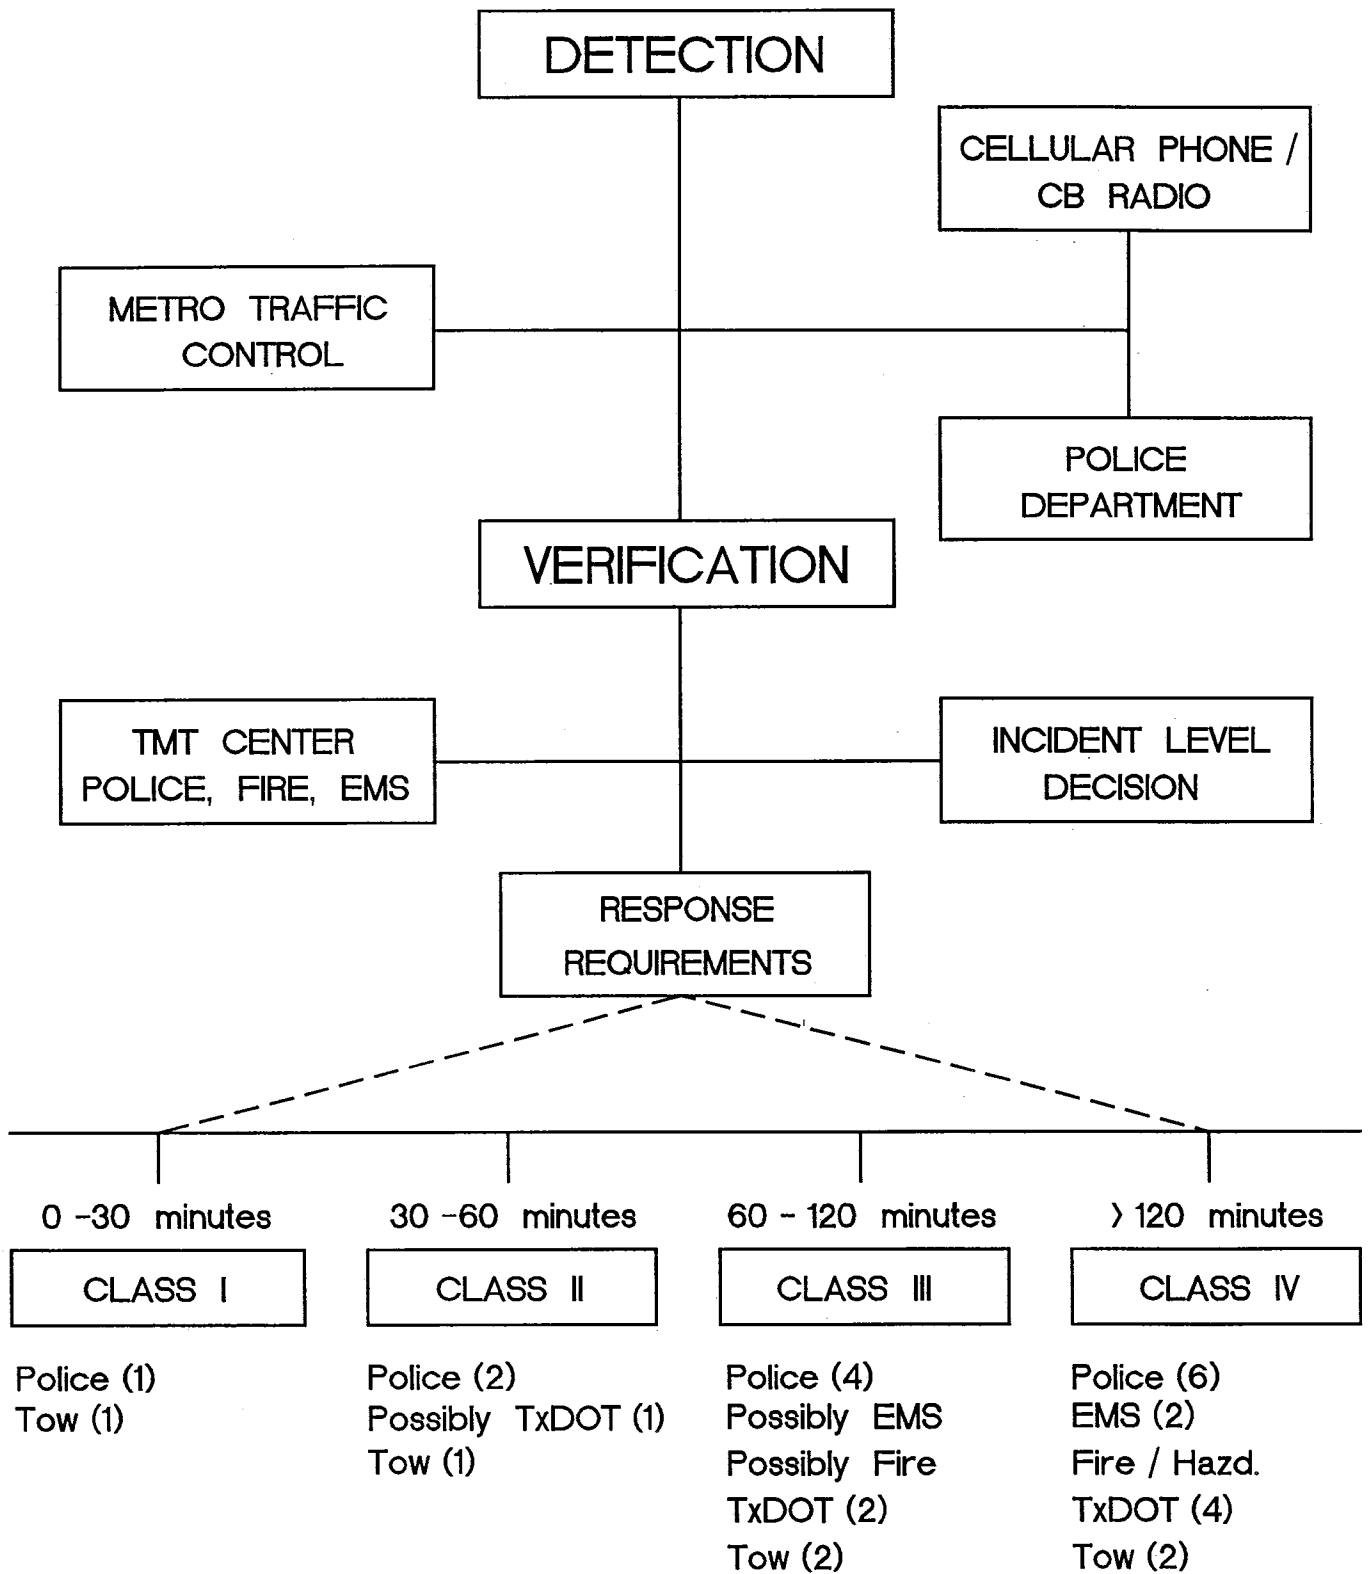 DETECTION
CELLULAR PHONE /
CB RADIO
METRO TRAFFIC
CONTROL
POLICE
DEPARTMENT
VERIFICATION
TMT CENTER
POLICE, FIRE, EMS
INCIDENT LEVEL
DECISION
RESPONSE
REQUIREMENTS
0 -30 minutes
CLASS I
Police (1)
Tow (1)
30 -60 minutes
CLASS II
Police (2)
Possibly TxDOT (1)
Tow (1)
60 - 120 minutes
CLASS III
Police (4)
Possibly EMS
Possibly Fire
TxDOT (2)
Tow (2)
> 120 minutes
CLASS IV
Police (6)
EMS (2)
Fire / Hazd.
TxDOT (4)
Tow (2)